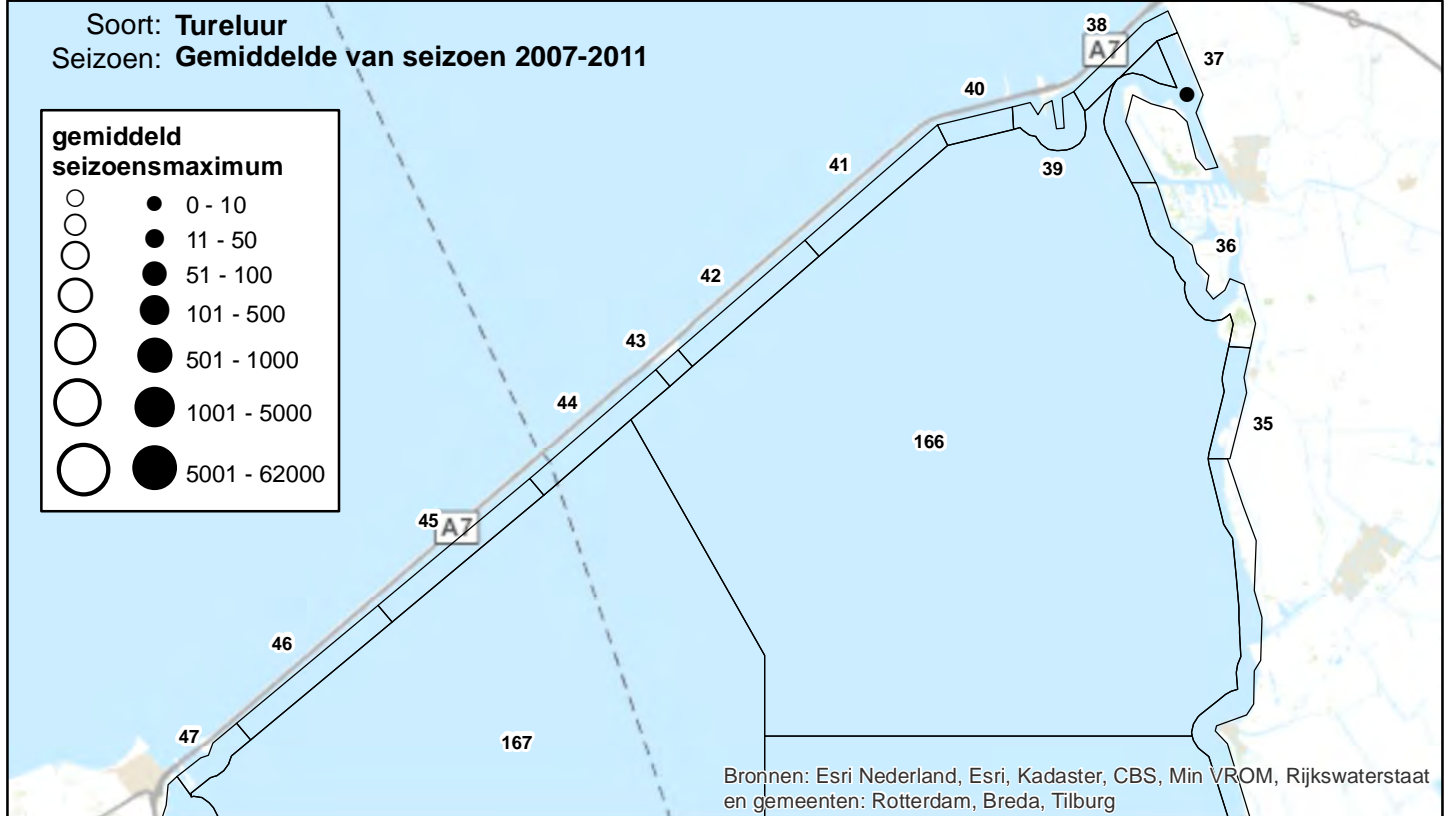 Soort: Tureluur
Seizoen: Gemiddelde van seizoen 2007-2011
gemiddeld
seizoensmaximum
0 - 10
11 - 50
51 - 100
101 - 500
501 - 1000
1001 - 5000
5001 - 62000
38
A7
37
40
41
39
36
42
43
44
35
166
45
A7
46
47
167
Bronnen: Esri Nederland, Esri, Kadaster, CBS, Min VROM, Rijkswaterstaat
en gemeenten: Rotterdam, Breda, Tilburg